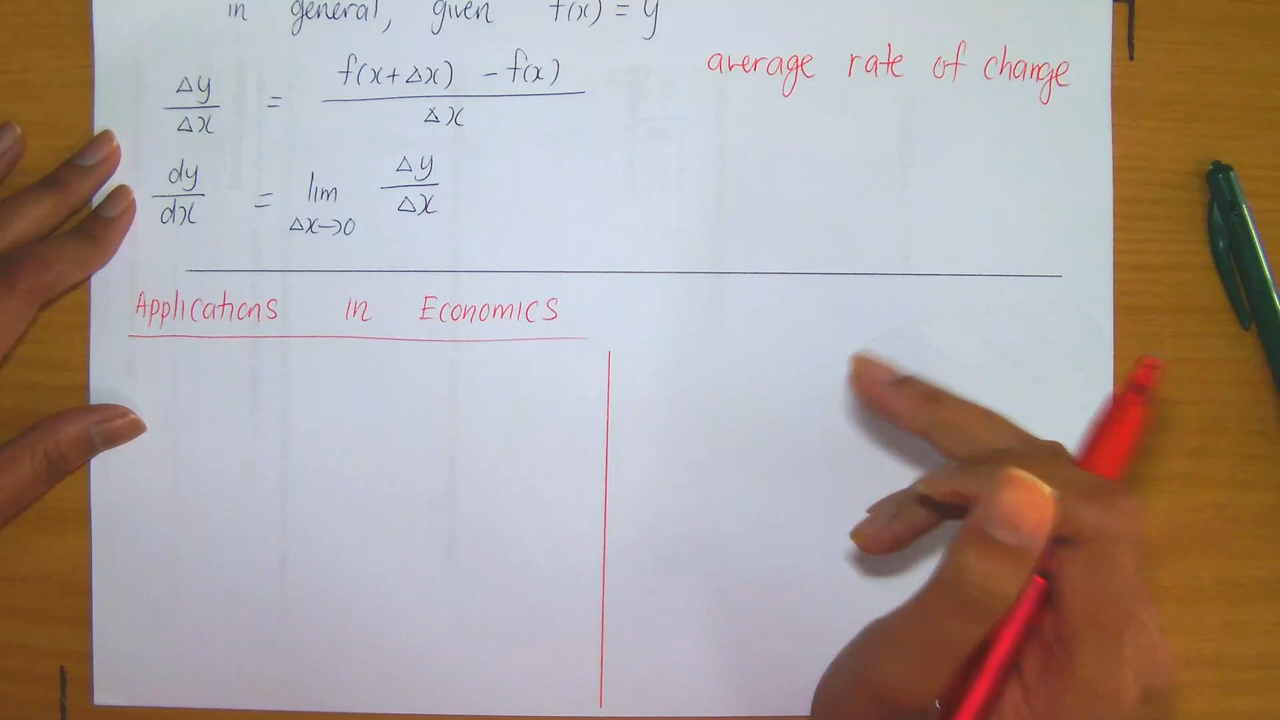 in general, given f(x) = y
Δy/Δx = f(x+Δx) - f(x) / Δx
average rate of change
dy/dx = lim Δx→0 Δy/Δx
Applications in Economics